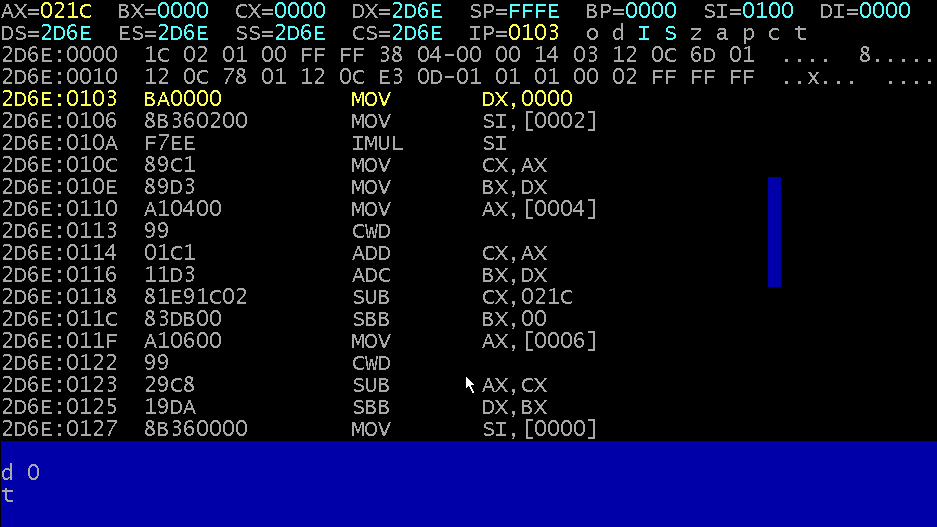 AX=021C BX=0000 CX=0000 DX=2D6E SP=FFFE BP=0000 SI=0100 DI=0000
DS=2D6E ES=2D6E SS=2D6E CS=2D6E IP=0103 o d I S z a p c t
2D6E:0000 1C 02 01 00 FF FF 38 04-00 00 14 03 12 0C 6D 01 .... 8.....
2D6E:0010 12 0C 78 01 12 0C E3 0D-01 01 01 00 02 FF FF FF ..x... ...
2D6E:0103 BA0000 MOV DX,0000
2D6E:0106 8B360200 MOV SI,[0002]
2D6E:010A F7EE IMUL SI
2D6E:010C 89C1 MOV CX,AX
2D6E:010E 89D3 MOV BX,DX
2D6E:0110 A10400 MOV AX,[0004]
2D6E:0113 99 CWD
2D6E:0114 01C1 ADD CX,AX
2D6E:0116 11D3 ADC BX,DX
2D6E:0118 81E91C02 SUB CX,021C
2D6E:011C 83DB00 SBB BX,00
2D6E:011F A10600 MOV AX,[0006]
2D6E:0122 99 CWD
2D6E:0123 29C8 SUB AX,CX
2D6E:0125 19DA SBB DX,BX
2D6E:0127 8B360000 MOV SI,[0000]
d 0
t